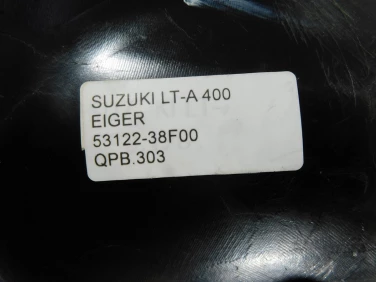 SUZUKI LT-A 400
EIGER
53122-38F00
QPB.303